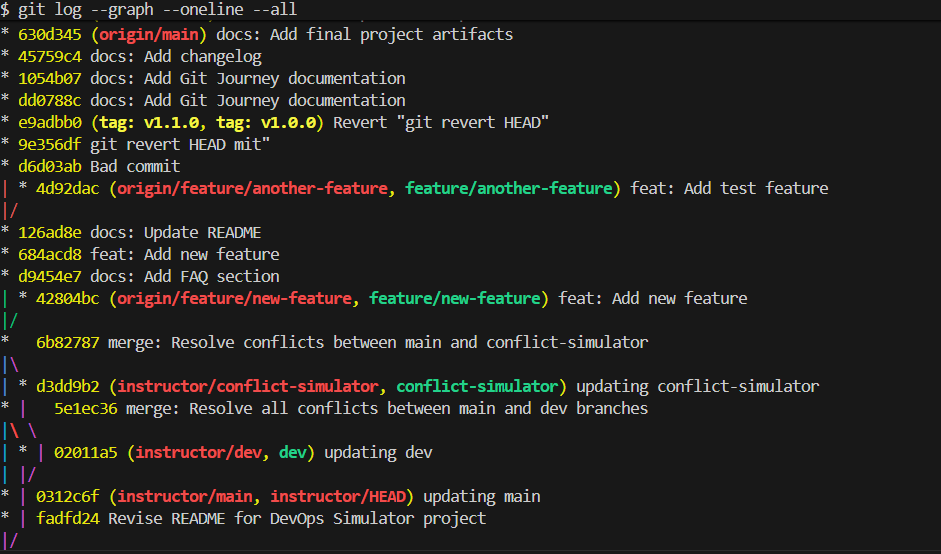 $ git log --graph --oneline --all
* 630d345 (origin/main) docs: Add final project artifacts
* 45759c4 docs: Add changelog
* 1054b07 docs: Add Git Journey documentation
* dd0788c docs: Add Git Journey documentation
* e9adbb0 (tag: v1.1.0, tag: v1.0.0) Revert "git revert HEAD"
* 9e356df git revert HEAD mit"
* d6d03ab Bad commit
| * 4d92dac (origin/feature/another-feature, feature/another-feature) feat: Add test feature
|/
* 126ad8e docs: Update README
* 684acd8 feat: Add new feature
* d9454e7 docs: Add FAQ section
| * 42804bc (origin/feature/new-feature, feature/new-feature) feat: Add new feature
|/
*   6b82787 merge: Resolve conflicts between main and conflict-simulator
|\
| * d3dd9b2 (instructor/conflict-simulator, conflict-simulator) updating conflict-simulator
* |   5e1ec36 merge: Resolve all conflicts between main and dev branches
|\ \
| * | 02011a5 (instructor/dev, dev) updating dev
| |/
* | 0312c6f (instructor/main, instructor/HEAD) updating main
* | fadfd24 Revise README for DevOps Simulator project
|/